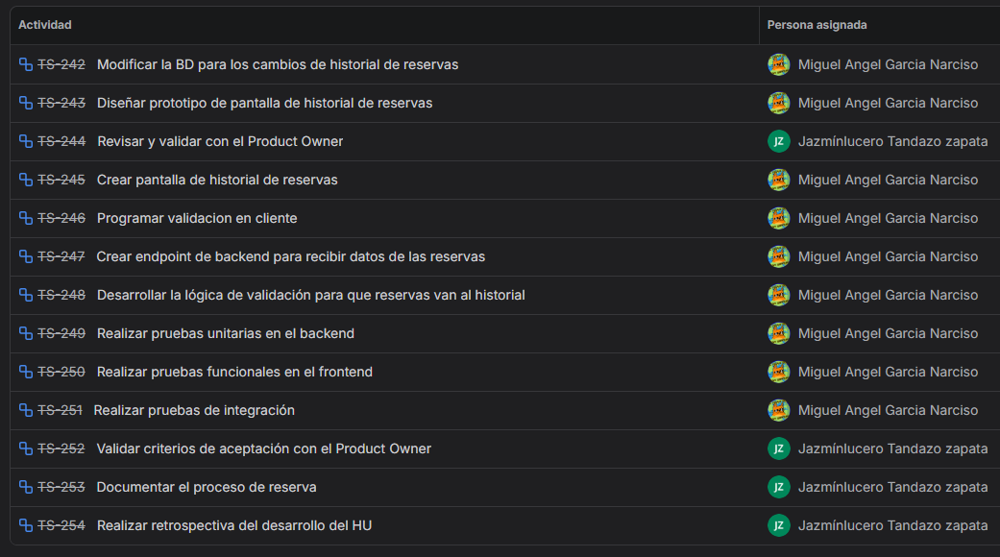 Actividad Persona asignada
TS-242 Modificar la BD para los cambios de historial de reservas Miguel Angel Garcia Narciso
TS-243 Diseñar prototipo de pantalla de historial de reservas Miguel Angel Garcia Narciso
TS-244 Revisar y validar con el Product Owner JZ Jazmínlucero Tandazo zapata
TS-245 Crear pantalla de historial de reservas Miguel Angel Garcia Narciso
TS-246 Programar validacion en cliente Miguel Angel Garcia Narciso
TS-247 Crear endpoint de backend para recibir datos de las reservas Miguel Angel Garcia Narciso
TS-248 Desarrollar la lógica de validación para que reservas van al historial Miguel Angel Garcia Narciso
TS-249 Realizar pruebas unitarias en el backend Miguel Angel Garcia Narciso
TS-250 Realizar pruebas funcionales en el frontend Miguel Angel Garcia Narciso
TS-251 Realizar pruebas de integración Miguel Angel Garcia Narciso
TS-252 Validar criterios de aceptación con el Product Owner JZ Jazmínlucero Tandazo zapata
TS-253 Documentar el proceso de reserva JZ Jazmínlucero Tandazo zapata
TS-254 Realizar retrospectiva del desarrollo del HU JZ Jazmínlucero Tandazo zapata